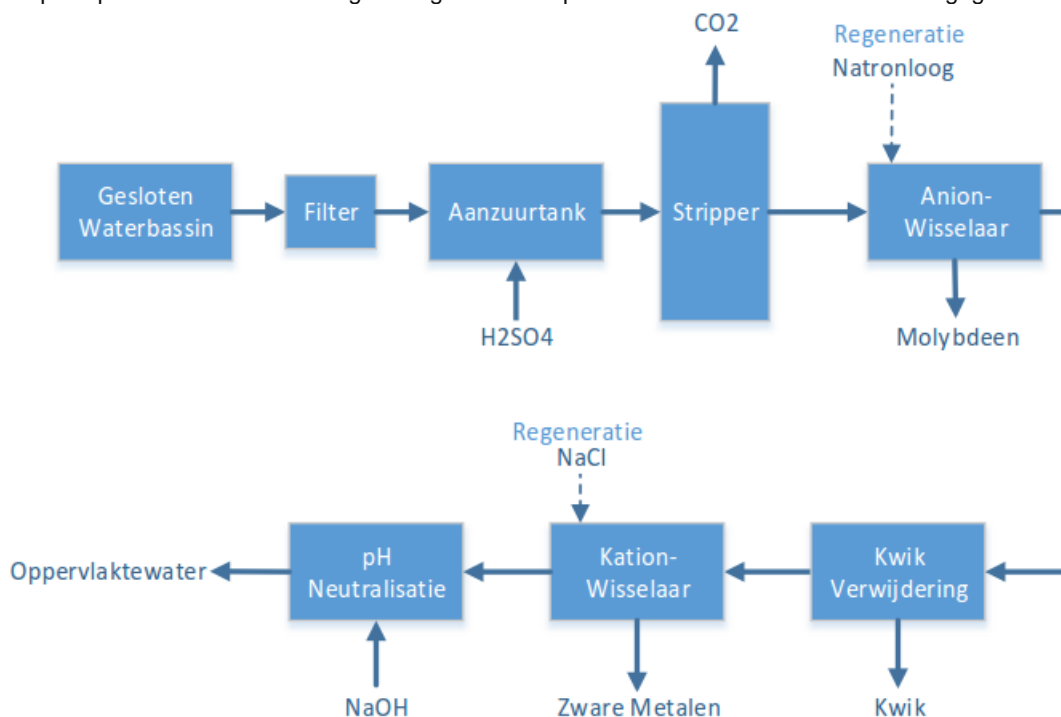 CO2
Regeneratie
Natronloog
Gesloten
Waterbassin
Filter
Aanzuurtank
Stripper
Anion-
Wisselaar
H2SO4
Molybdeen
Regeneratie
NaCl
Oppervlaktewater
pH
Neutralisatie
Kation-
Wisselaar
Kwik
Verwijdering
NaOH
Zware Metalen
Kwik